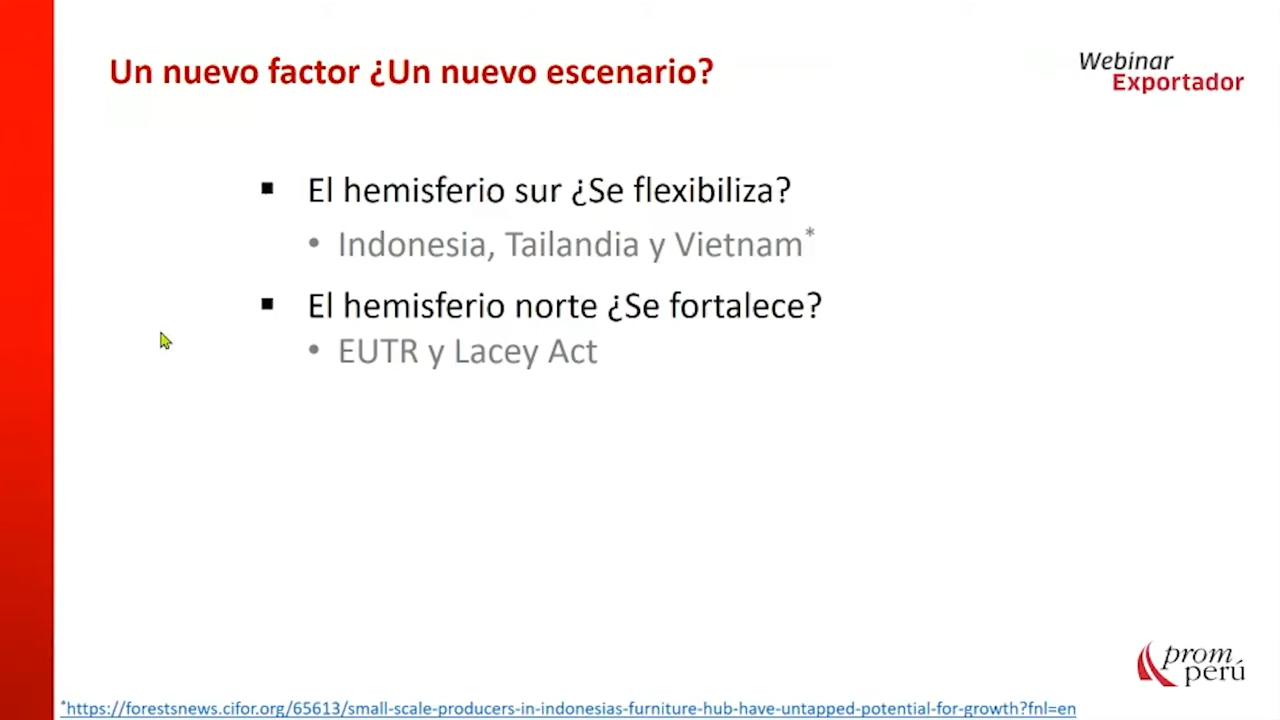 Un nuevo factor ¿Un nuevo escenario?
Webinar
Exportador
▪ El hemisferio sur ¿Se flexibiliza?
• Indonesia, Tailandia y Vietnam*
▪ El hemisferio norte ¿Se fortalece?
• EUTR y Lacey Act
prom
perú
*https://forestsnews.cifor.org/65613/small-scale-producers-in-indonesias-furniture-hub-have-untapped-potential-for-growth?fnl=en